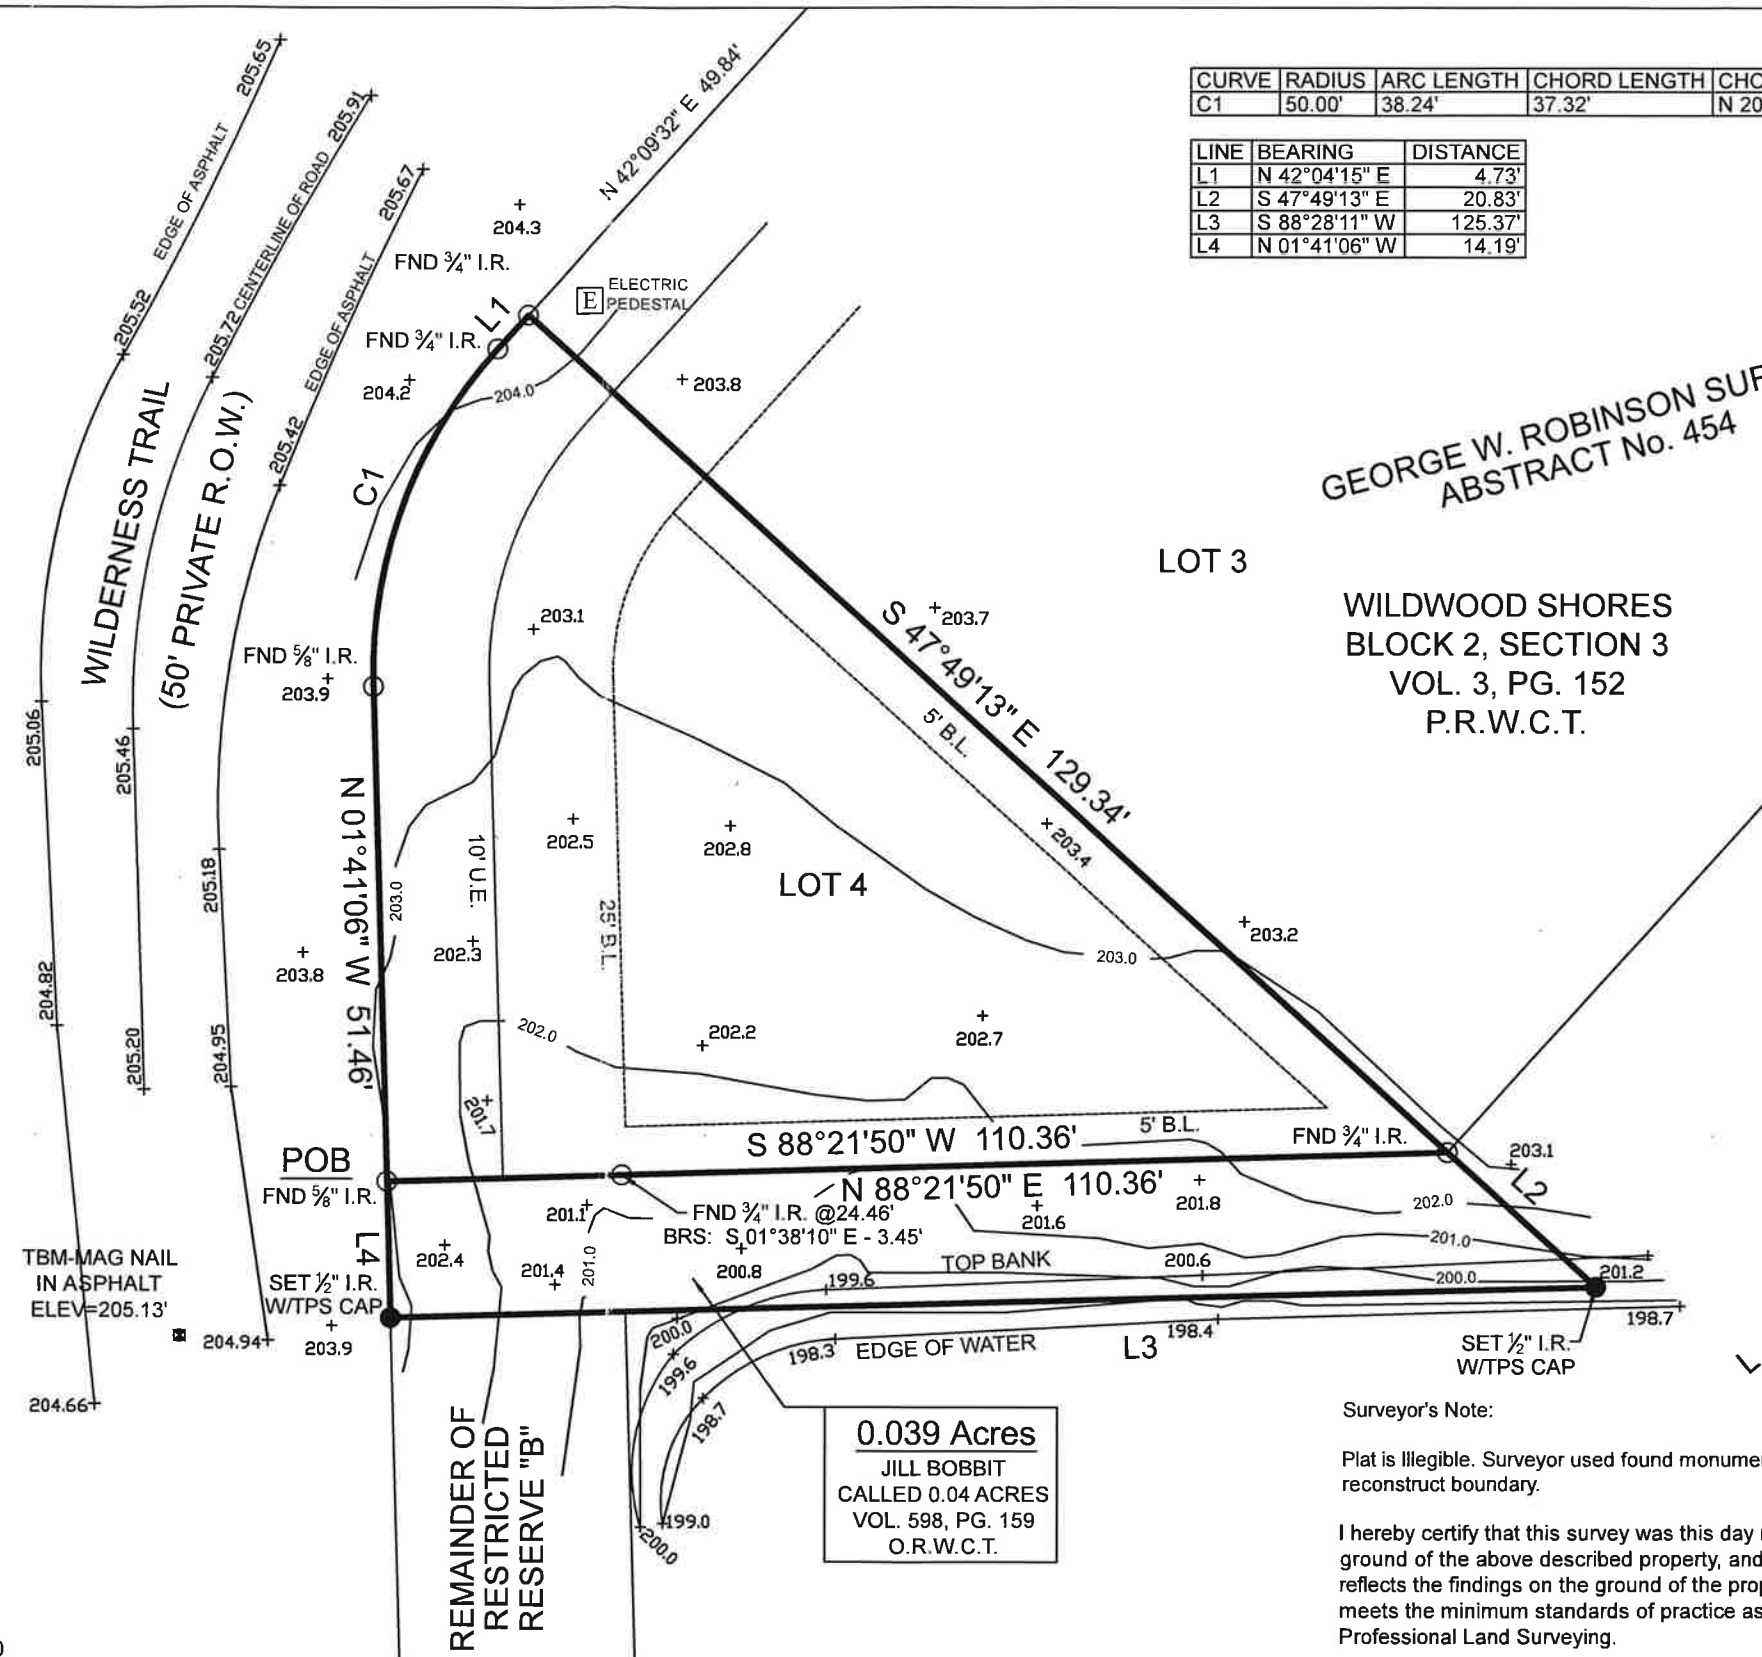 CURVE RADIUS ARC LENGTH CHORD LENGTH
C1 50.00' 38.24' 37.32' N 20
LINE BEARING DISTANCE
L1 N 42°04'15" E 4.73'
L2 S 47°49'13" E 20.83'
L3 S 88°28'11" W 125.37'
L4 N 01°41'06" W 14.19'
205.65
EDGE OF ASPHALT
205.52
205.91
CENTERLINE OF ROAD
205.72
205.67
EDGE OF ASPHALT
205.42
N 42°09'32" E 49.84'
204.3
FND ¾" I.R.
L1
E
ELECTRIC
PEDESTAL
FND ¾" I.R.
204.2
204.0
203.8
C1
WILDERNESS TRAIL
(50' PRIVATE R.O.W.)
GEORGE W. ROBINSON
ABSTRACT No. 454
LOT 3
WILDWOOD SHORES
BLOCK 2, SECTION 3
VOL. 3, PG. 152
P.R.W.C.T.
203.1
203.7
S 47°49'13" E 129.34'
5' B.L.
FND ⅝" I.R.
203.9
205.06
205.46
N 01°41'06" W 51.46'
202.5
202.8
203.4
10' U.E.
LOT 4
205.18
203.0
25' B.L.
203.2
202.3
203.0
203.8
204.82
205.20
204.95
202.0
202.2
202.7
201.7
S 88°21'50" W 110.36'
5' B.L.
FND ¾" I.R.
203.1
POB
FND ⅝" I.R.
N 88°21'50" E 110.36'
201.8
L2
202.0
201.1
FND ¾" I.R. @24.46'
BRS: S 01°38'10" E - 3.45'
201.6
201.0
L4
202.4
201.4
201.0
200.8
TOP BANK
200.6
200.0
201.2
199.6
TBM-MAG NAIL
IN ASPHALT
ELEV=205.13'
SET ½" I.R.
W/TPS CAP
204.94
203.9
200.0
198.3
EDGE OF WATER
L3
198.4
198.7
SET ½" I.R.
W/TPS CAP
199.6
198.7
204.66
199.0
200.0
REMAINDER OF
RESTRICTED
RESERVE "B"
0.039 Acres
JILL BOBBIT
CALLED 0.04 ACRES
VOL. 598, PG. 159
O.R.W.C.T.
Surveyor's Note:
Plat is Illegible. Surveyor used found
reconstruct boundary.
I hereby certify that this survey was this day
ground of the above described property, and
reflects the findings on the ground of the
meets the minimum standards of practice as
Professional Land Surveying.